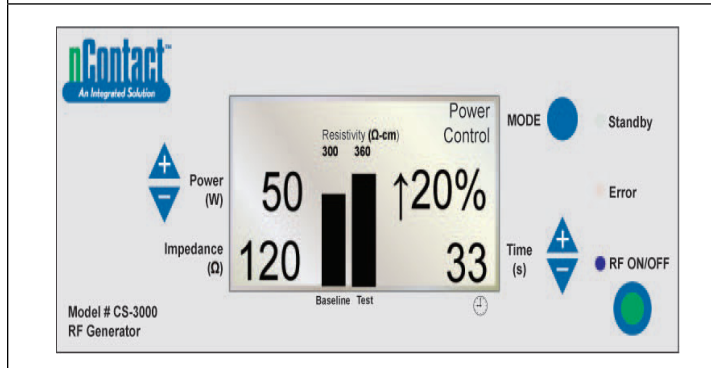 nContact™
An Integrated Solution
Power
Control
MODE
Standby
Resistivity (Ω-cm)
300 360
Power
(W)
50
↑20%
Error
Impedance
(Ω)
120
33
Time
(s)
RF ON/OFF
Baseline Test
Model # CS-3000
RF Generator